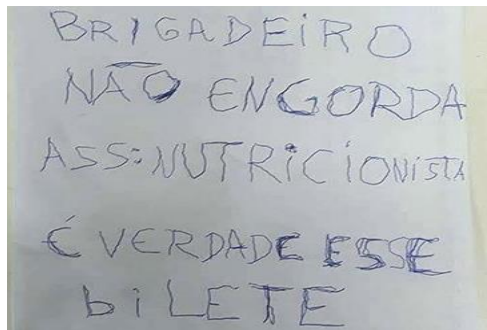 BRIGADEIRO
NÃO ENGORDA
ASS: NUTRICIONISTA
É VERDADE ESSE
biLETE